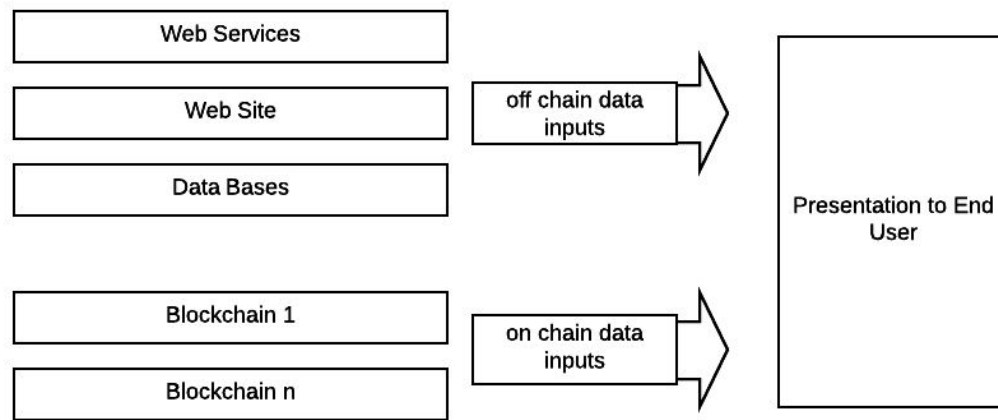 Web Services
Web Site
Data Bases
off chain data
inputs
Blockchain 1
Blockchain n
on chain data
inputs
Presentation to End
User